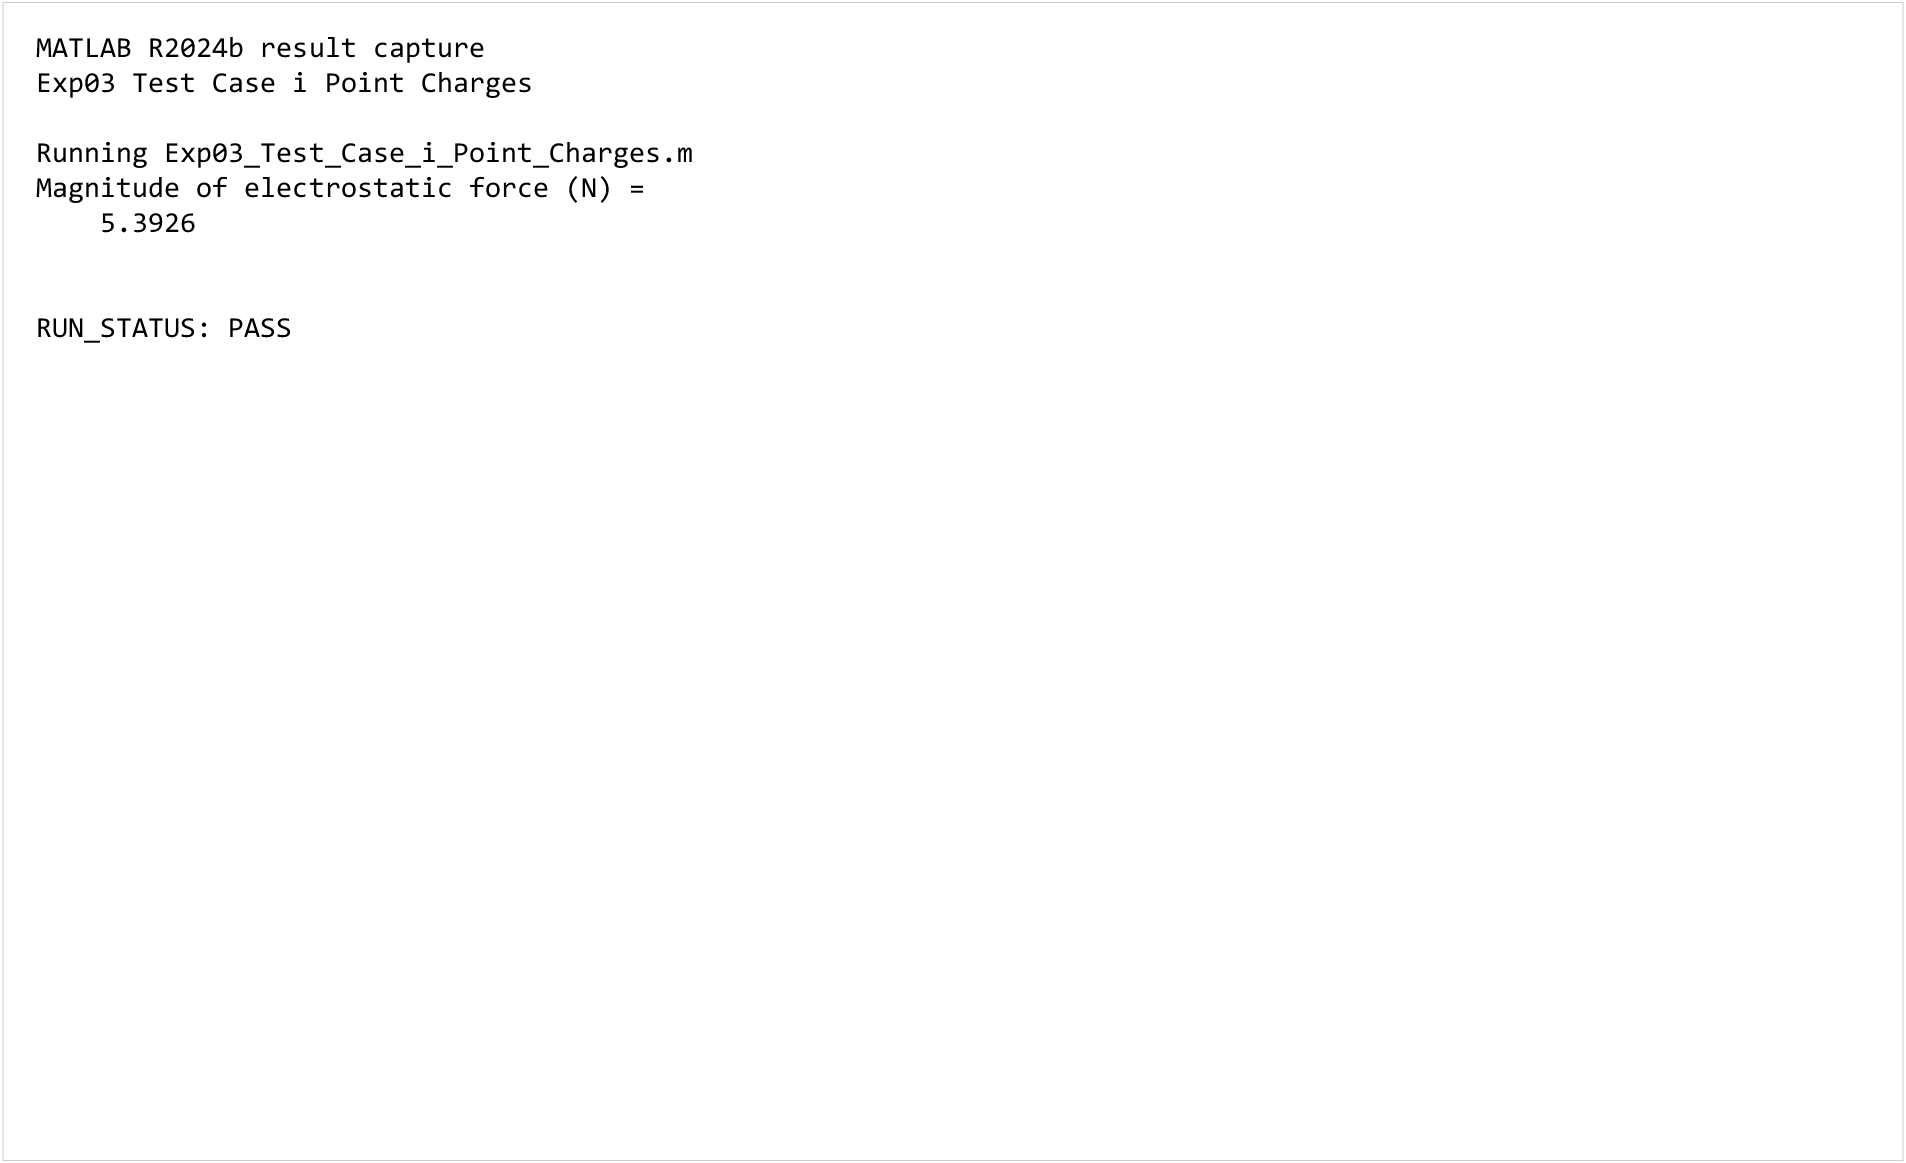 MATLAB R2024b result capture
Exp03 Test Case i Point Charges
Running Exp03_Test_Case_i_Point_Charges.m
Magnitude of electrostatic force (N) =
5.3926
RUN_STATUS: PASS